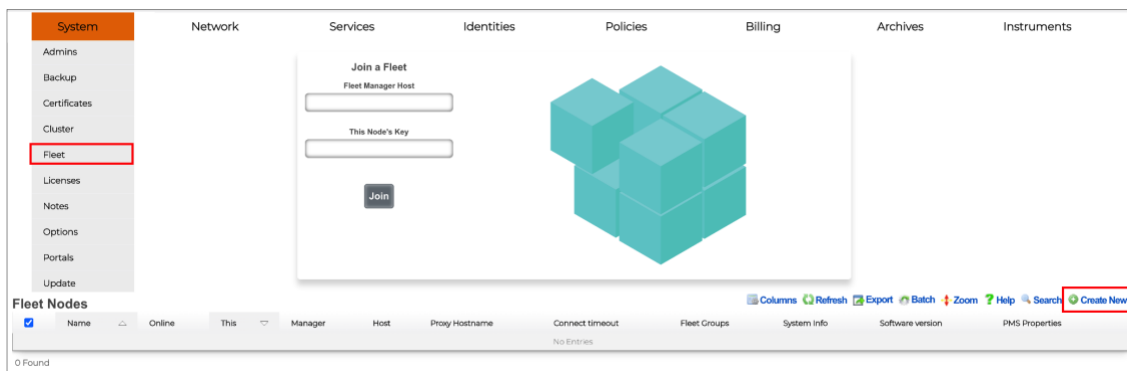 System Network Services Identities Policies Billing Archives Instruments
Admins
Backup
Certificates
Cluster
Fleet
Licenses
Notes
Options
Portals
Update
Join a Fleet
Fleet Manager Host
This Node's Key
Join
Fleet Nodes
Columns Refresh Export Batch Zoom Help Search Create New
Name Online This Manager Host Proxy Hostname Connect timeout Fleet Groups System Info Software version PMS Properties
No Entries
0 Found